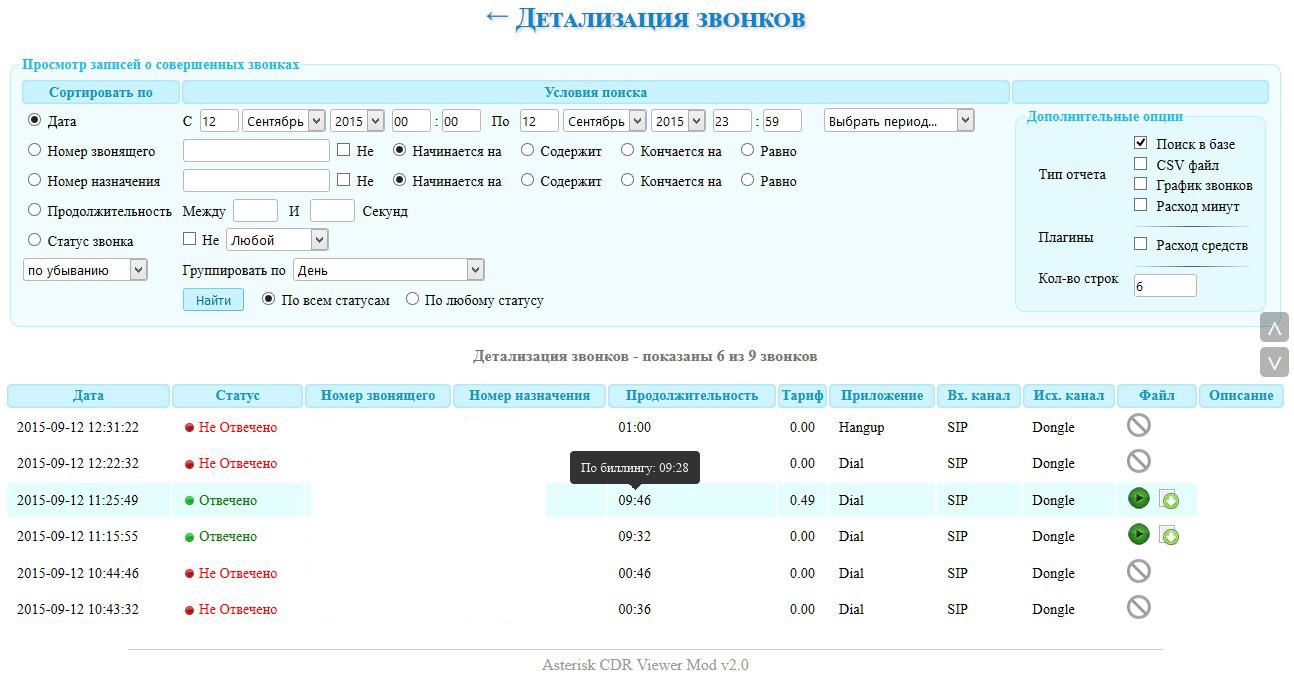 ← Детализация звонков
Просмотр записей о совершенных звонках
Сортировать по Условия поиска
Дата С 12 Сентябрь 2015 00 : 00 По 12 Сентябрь 2015 23 : 59 Выбрать период...
Номер звонящего Не Начинается на Содержит Кончается на Равно
Номер назначения Не Начинается на Содержит Кончается на Равно
Продолжительность Между И Секунд
Статус звонка Не Любой
по убыванию Группировать по День
Найти По всем статусам По любому статусу
Дополнительные опции
Тип отчета Поиск в базе
CSV файл
График звонков
Расход минут
Плагины Расход средств
Кол-во строк 6
Детализация звонков - показаны 6 из 9 звонков
Дата Статус Номер звонящего Номер назначения Продолжительность Тариф Приложение Вх. канал Исх. канал Файл Описание
2015-09-12 12:31:22 Не Отвечено 01:00 0.00 Hangup SIP Dongle
2015-09-12 12:22:32 Не Отвечено 0.00 Dial SIP Dongle
По биллингу: 09:28
2015-09-12 11:25:49 Отвечено 09:46 0.49 Dial SIP Dongle
2015-09-12 11:15:55 Отвечено 09:32 0.00 Dial SIP Dongle
2015-09-12 10:44:46 Не Отвечено 00:46 0.00 Dial SIP Dongle
2015-09-12 10:43:32 Не Отвечено 00:36 0.00 Dial SIP Dongle
Asterisk CDR Viewer Mod v2.0